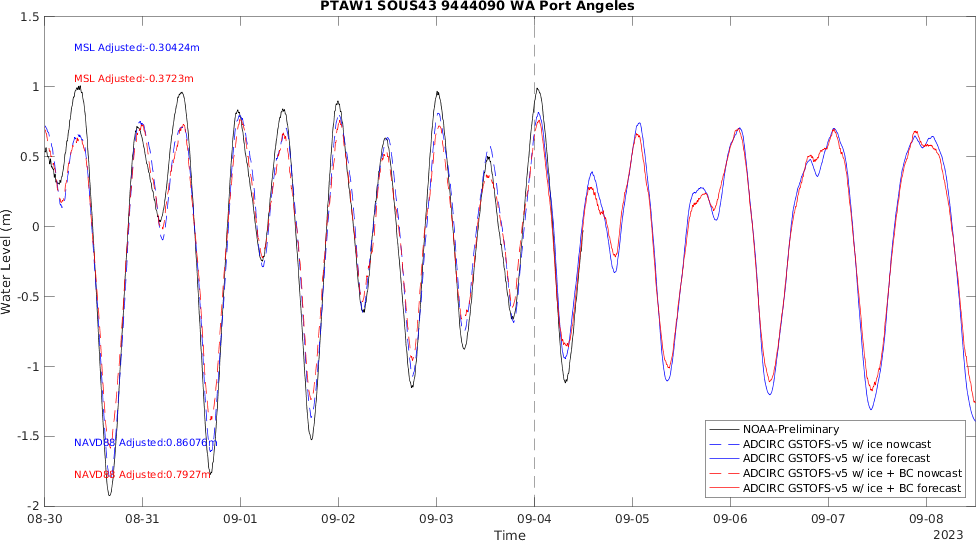 PTAW1 SOUS43 9444090 WA Port Angeles
1.5
1
0.5
0
-0.5
-1
-1.5
-2
Water Level (m)
MSL Adjusted:-0.30424m
MSL Adjusted:-0.3723m
NAVD88 Adjusted:0.86076m
NAVD88 Adjusted:0.7927m
NOAA-Preliminary
ADCIRC GSTOFS-v5 w/ ice nowcast
ADCIRC GSTOFS-v5 w/ ice forecast
ADCIRC GSTOFS-v5 w/ ice + BC nowcast
ADCIRC GSTOFS-v5 w/ ice + BC forecast
08-30 08-31 09-01 09-02 09-03 09-04 09-05 09-06 09-07 09-08
Time
2023